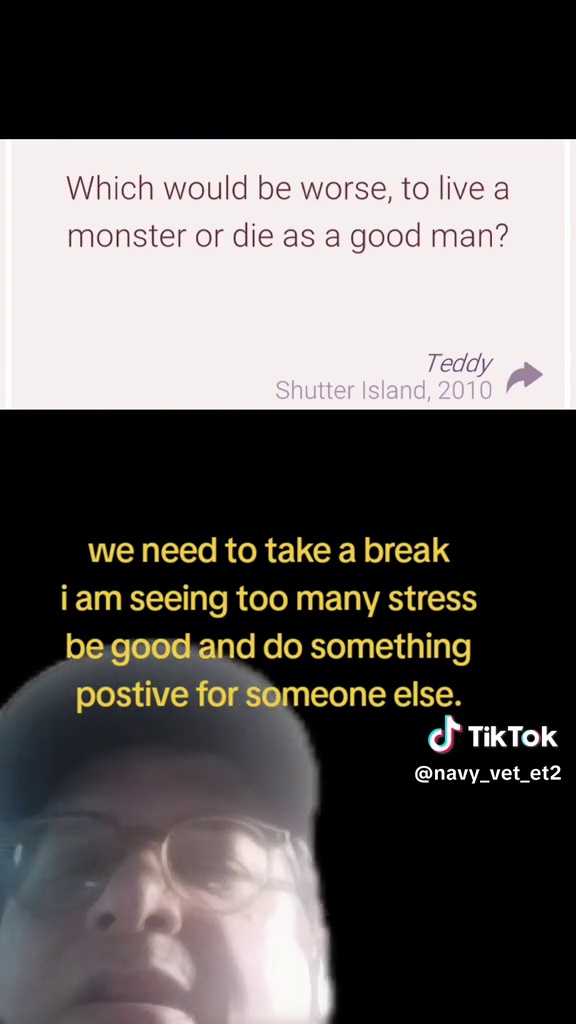 Which would be worse, to live a
monster or die as a good man?
Teddy
Shutter Island, 2010
we need to take a break
i am seeing too many stress
be good and do something
postive for someone else.
TikTok
@navy_vet_et2